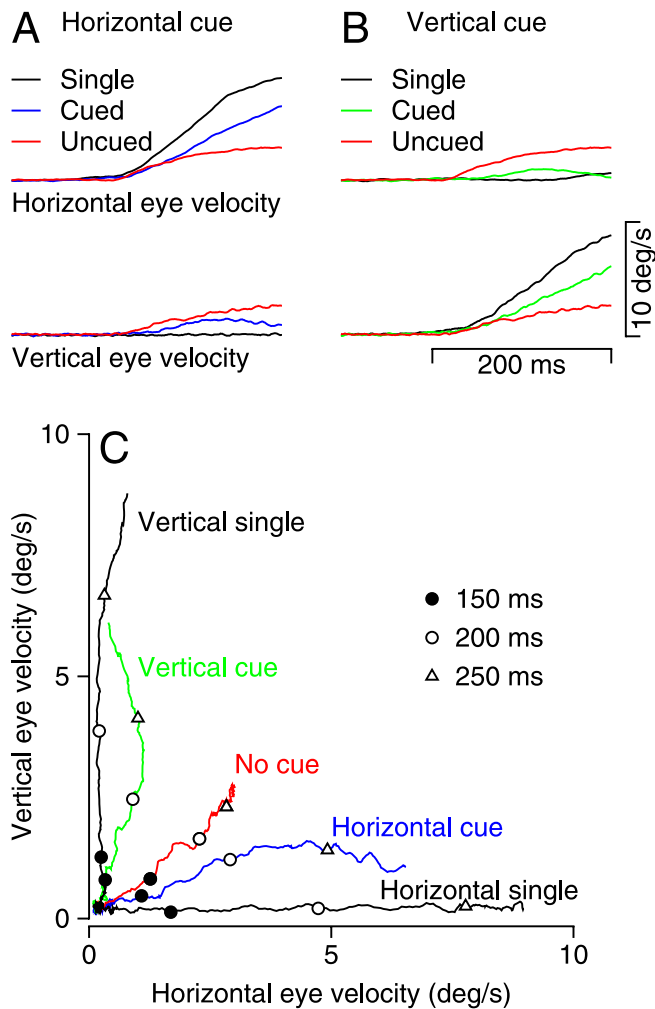 A Horizontal cue
Single
Cued
Uncued
Horizontal eye velocity
Vertical eye velocity
B Vertical cue
Single
Cued
Uncued
10 deg/s
200 ms
C
10
5
0
Vertical eye velocity (deg/s)
Vertical single
Vertical cue
No cue
Horizontal cue
Horizontal single
150 ms
200 ms
250 ms
0 5 10
Horizontal eye velocity (deg/s)